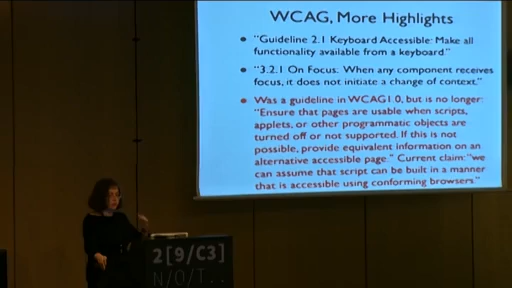 WCAG, More Highlights
"Guideline 2.1 Keyboard Accessible: Make all
functionality available from a keyboard."
"3.2.1 On Focus: When any component receives
focus, it does not initiate a change of context."
Was a guideline in WCAG1.0, but is no longer:
"Ensure that pages are usable when scripts,
applets, or other programmatic objects are
turned off or not supported. If this is not
possible, provide equivalent information on an
alternative accessible page." Current claim: "we
can assume that script can be built in a manner
that is accessible using conforming browsers."
2[9/C3]
N/O/T..